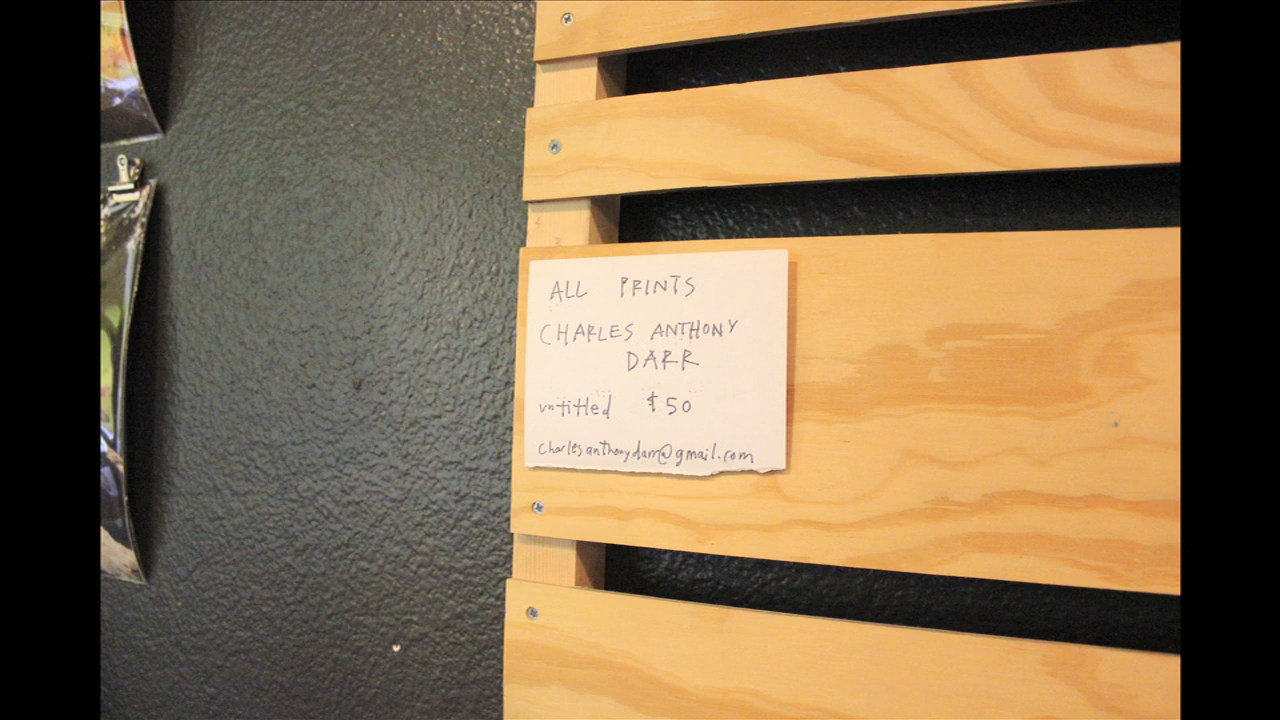 ALL PRINTS
CHARLES ANTHONY
DARR
untitled $50
charlesanthonydarr@gmail.com